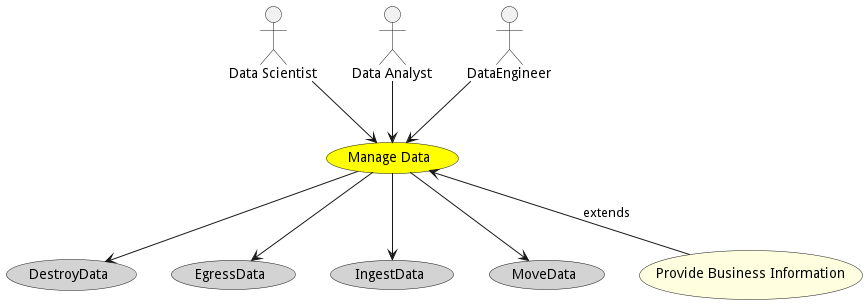 Data Scientist
Data Analyst
DataEngineer
Manage Data
extends
DestroyData
EgressData
IngestData
MoveData
Provide Business Information